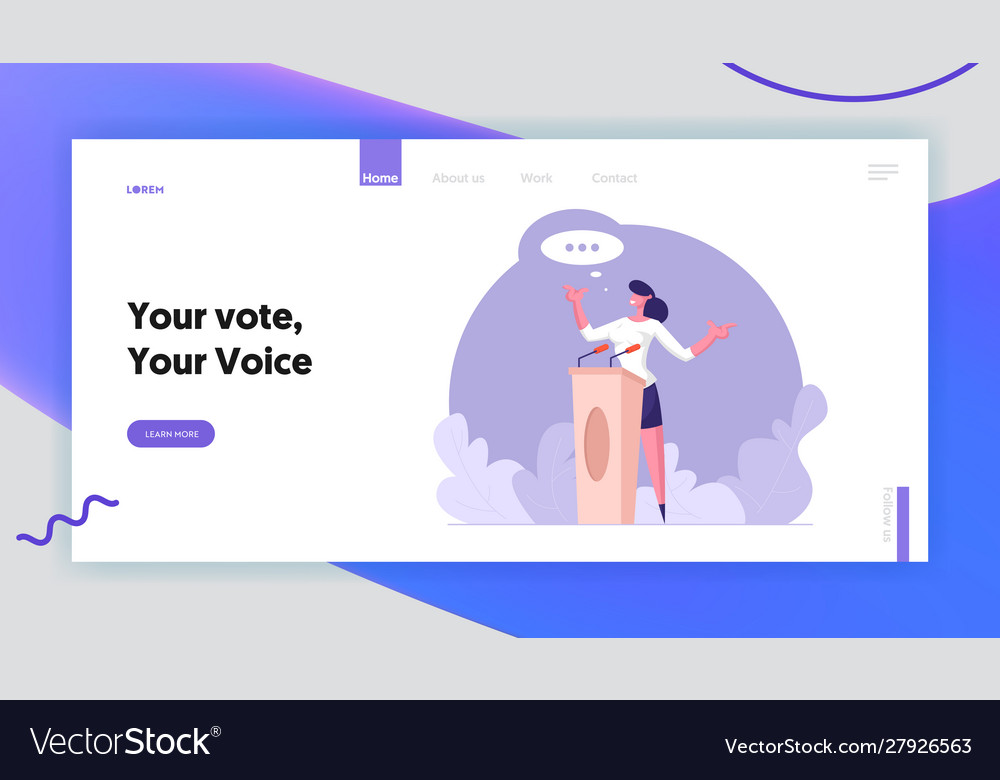 LOREM
Home About us Work Contact
Your vote,
Your Voice
LEARN MORE
Follow us
VectorStock®
VectorStock.com/27926563